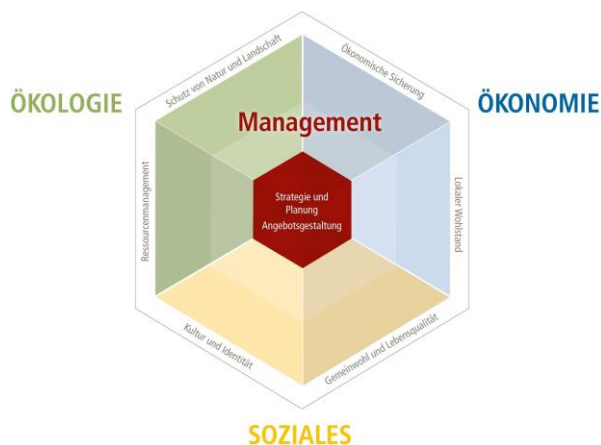 Schutz von Natur und Landschaft
Ökonomische Sicherung
ÖKOLOGIE
ÖKONOMIE
Management
Ressourcenmanagement
Strategie und
Planung
Angebotsgestaltung
Lokaler Wohlstand
Kultur und Identität
Gemeinwohl und Lebensqualität
SOZIALES